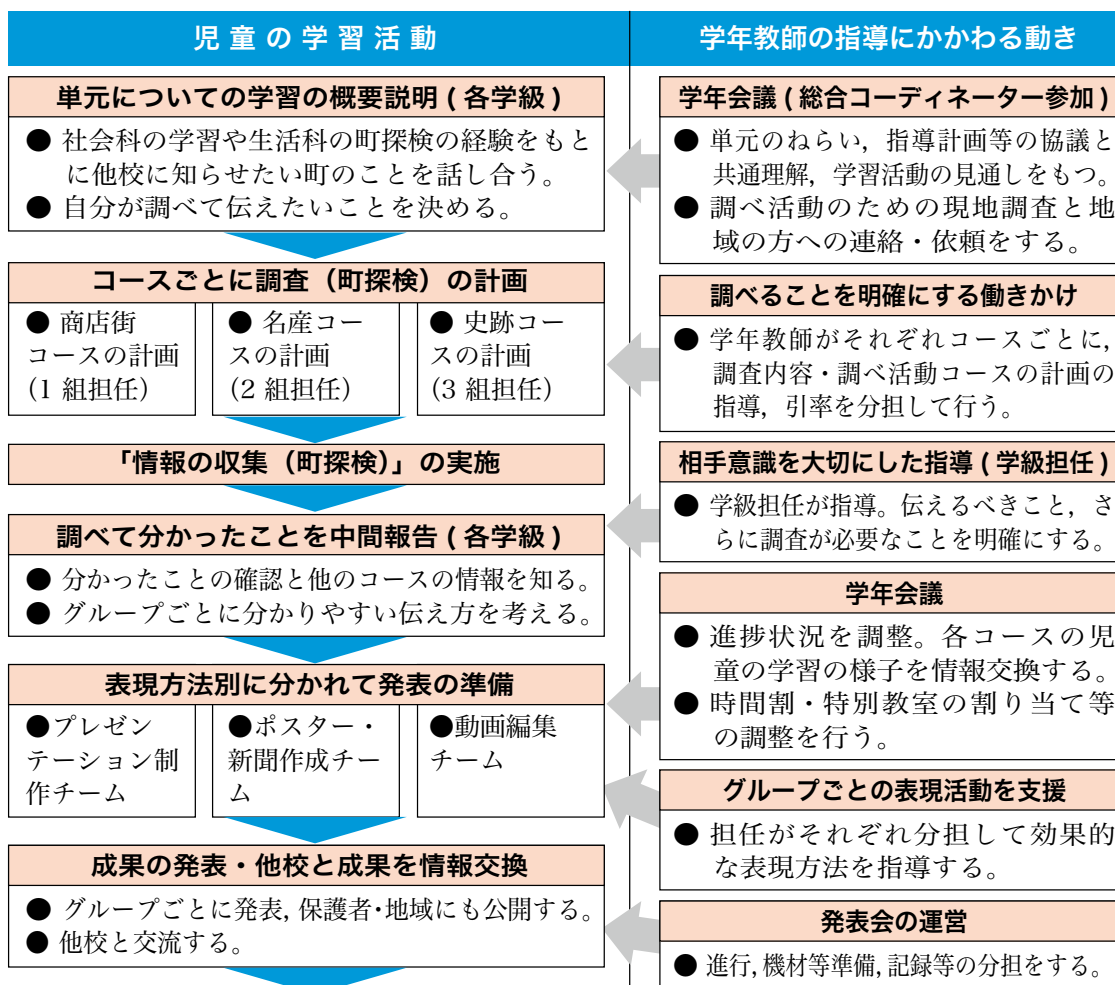 児童の学習活動
単元についての学習の概要説明 ( 各学級 )
● 社会科の学習や生活科の町探検の経験をもと
に他校に知らせたい町のことを話し合う。
● 自分が調べて伝えたいことを決める。
コースごとに調査（町探検）の計画
● 商店街
コースの計画
(1 組担任）
● 名産コー
スの計画
(2 組担任）
● 史跡コー
スの計画
(3 組担任）
「情報の収集（町探検）」の実施
調べて分かったことを中間報告 ( 各学級 )
● 分かったことの確認と他のコースの情報を知る。
● グループごとに分かりやすい伝え方を考える。
表現方法別に分かれて発表の準備
●プレゼン
テーション制
作チーム
●ポスター・
新聞作成チー
ム
●動画編集
チーム
成果の発表・他校と成果を情報交換
● グループごとに発表, 保護者･地域にも公開する。
● 他校と交流する。
学年教師の指導にかかわる動き
学年会議 ( 総合コーディネーター参加 )
● 単元のねらい，指導計画等の協議と
共通理解，学習活動の見通しをもつ。
● 調べ活動のための現地調査と地
域の方への連絡・依頼をする。
調べることを明確にする働きかけ
● 学年教師がそれぞれコースごとに，
調査内容・調べ活動コースの計画の
指導，引率を分担して行う。
相手意識を大切にした指導 ( 学級担任 )
● 学級担任が指導。伝えるべきこと，さ
らに調査が必要なことを明確にする。
学年会議
● 進捗状況を調整。各コースの児
童の学習の様子を情報交換する。
● 時間割・特別教室の割り当て等
の調整を行う。
グループごとの表現活動を支援
● 担任がそれぞれ分担して効果的
な表現方法を指導する。
発表会の運営
● 進行, 機材等準備, 記録等の分担をする。